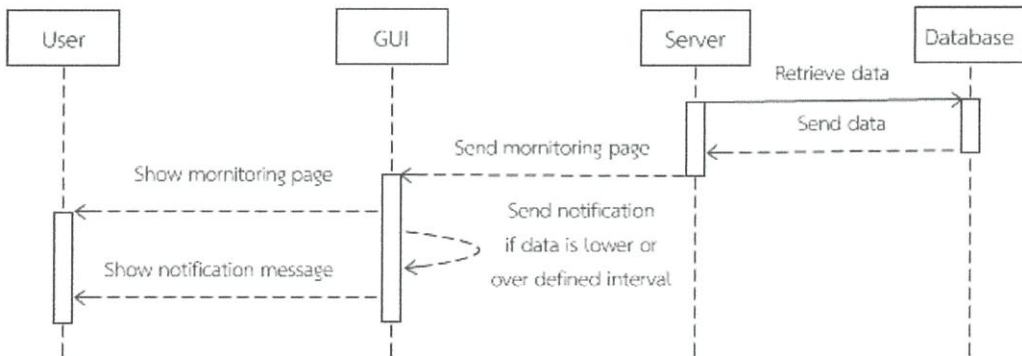 User
GUI
Server
Database
Retrieve data
Send data
Send mornitoring page
Show mornitoring page
Send notification
if data is lower or
over defined interval
Show notification message